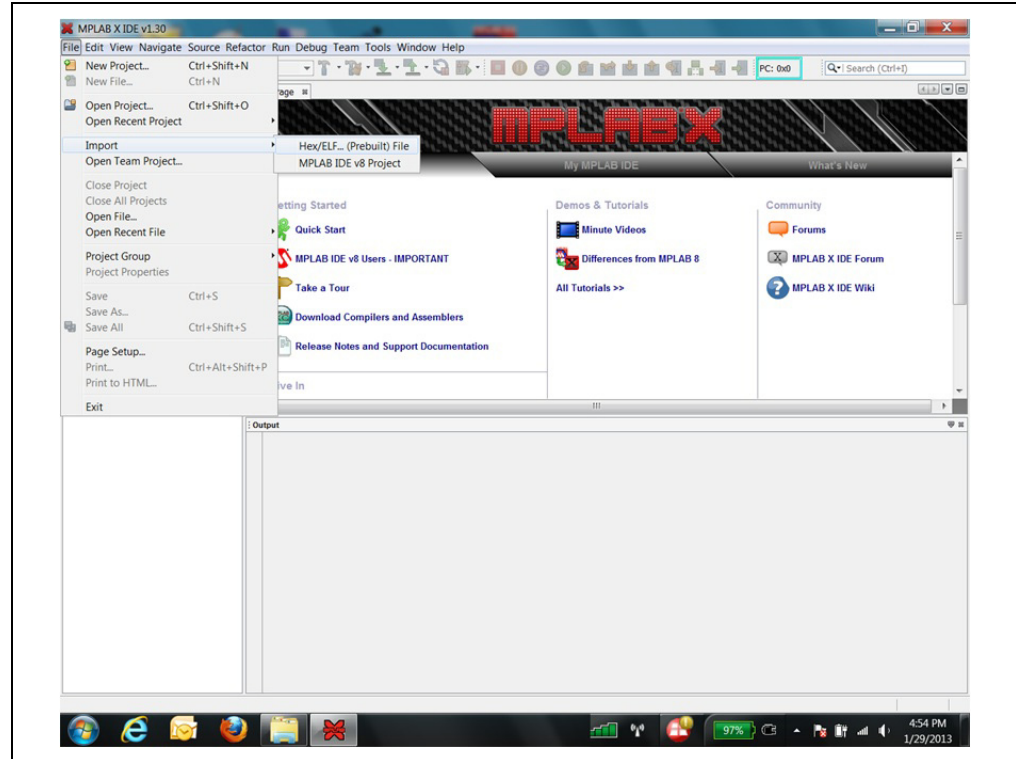 MPLAB X IDE v1.30
File Edit View Navigate Source Refactor Run Debug Team Tools Window Help
New Project... Ctrl+Shift+N
New File... Ctrl+N
Open Project... Ctrl+Shift+O
Open Recent Project
Import
Open Team Project...
Close Project
Close All Projects
Open File...
Open Recent File
Project Group
Project Properties
Save Ctrl+S
Save As...
Save All Ctrl+Shift+S
Page Setup...
Print... Ctrl+Alt+Shift+P
Print to HTML...
Exit
Hex/ELF... (Prebuilt) File
MPLAB IDE v8 Project
PC: 0x0
Search (Ctrl+I)
age
MPLABX
My MPLAB IDE
What's New
etting Started
Quick Start
MPLAB IDE v8 Users - IMPORTANT
Take a Tour
Download Compilers and Assemblers
Release Notes and Support Documentation
ive In
Demos & Tutorials
Minute Videos
Differences from MPLAB 8
All Tutorials >>
Community
Forums
MPLAB X IDE Forum
MPLAB X IDE Wiki
Output
97%
4:54 PM
1/29/2013